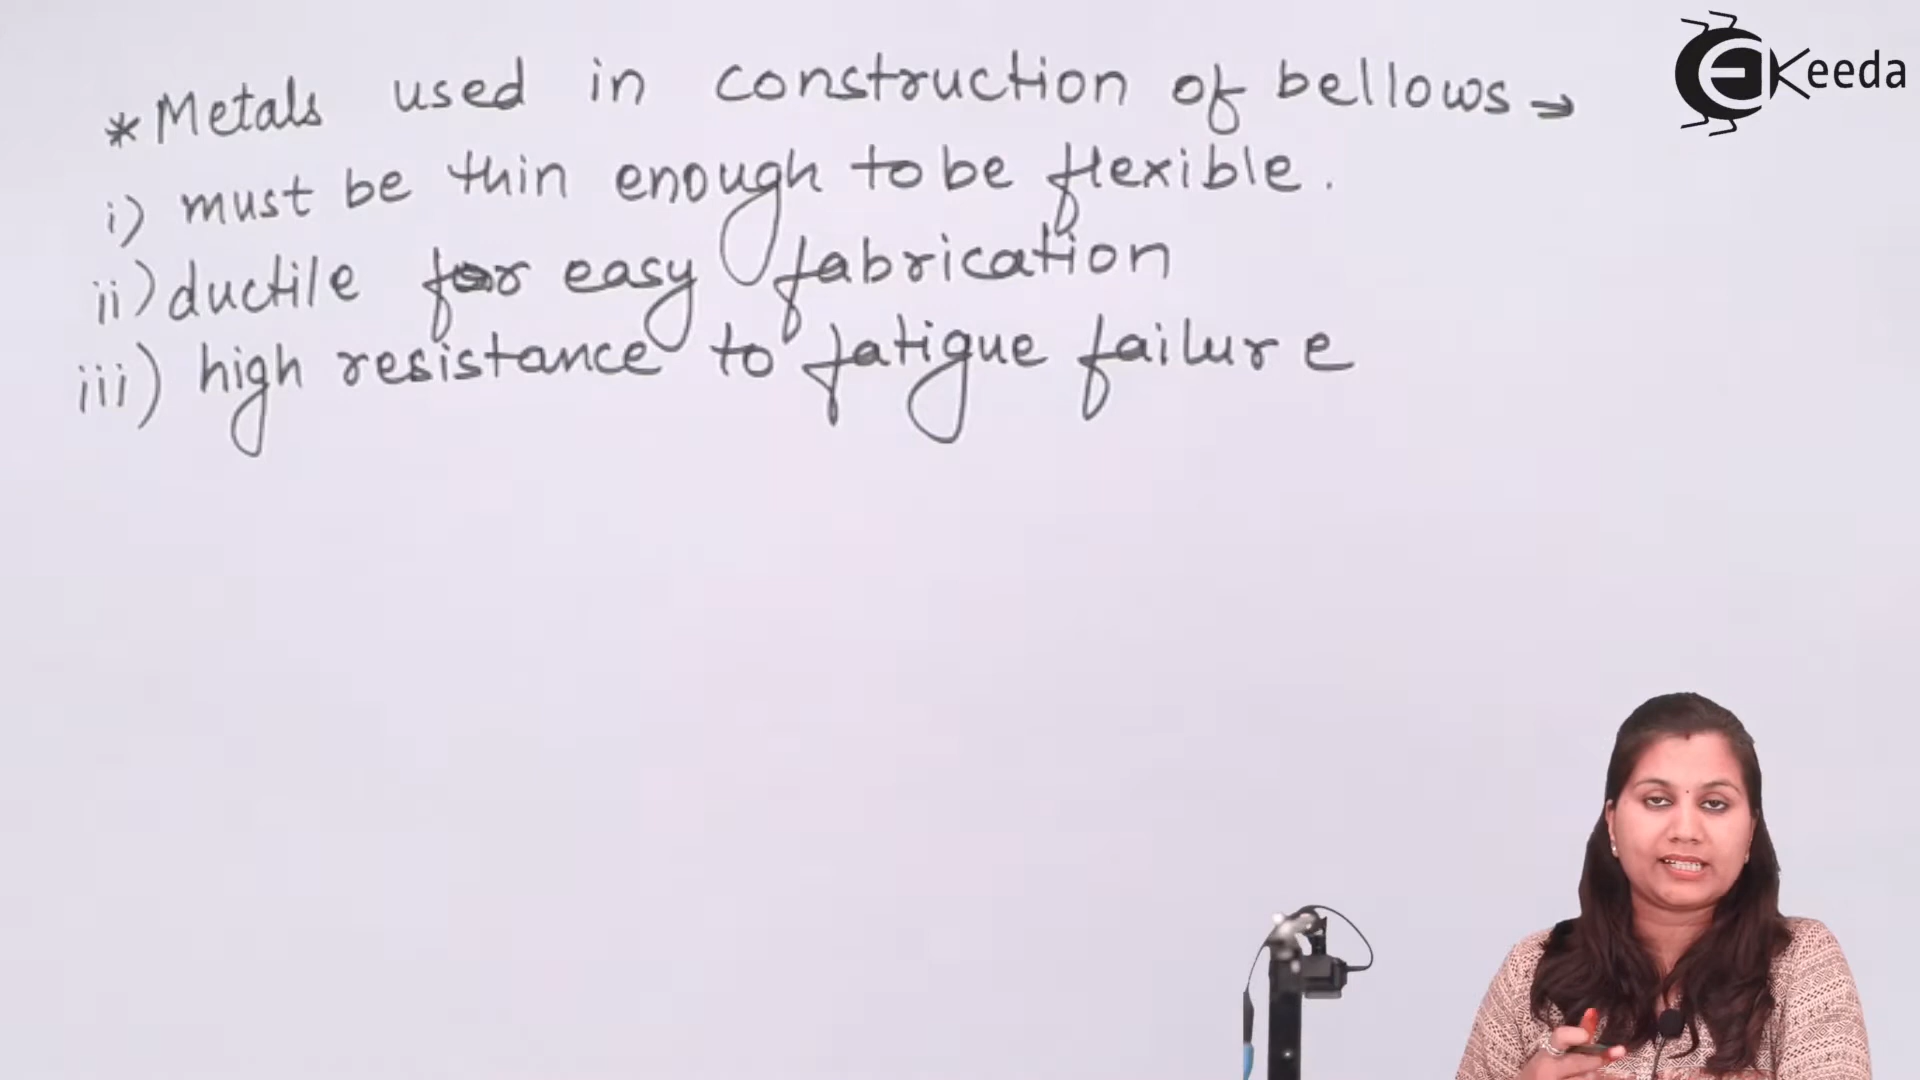 * Metals used in construction of bellows →
i) must be thin enough to be flexible.
ii) ductile for easy fabrication
iii) high resistance to fatigue failure
EKeeda